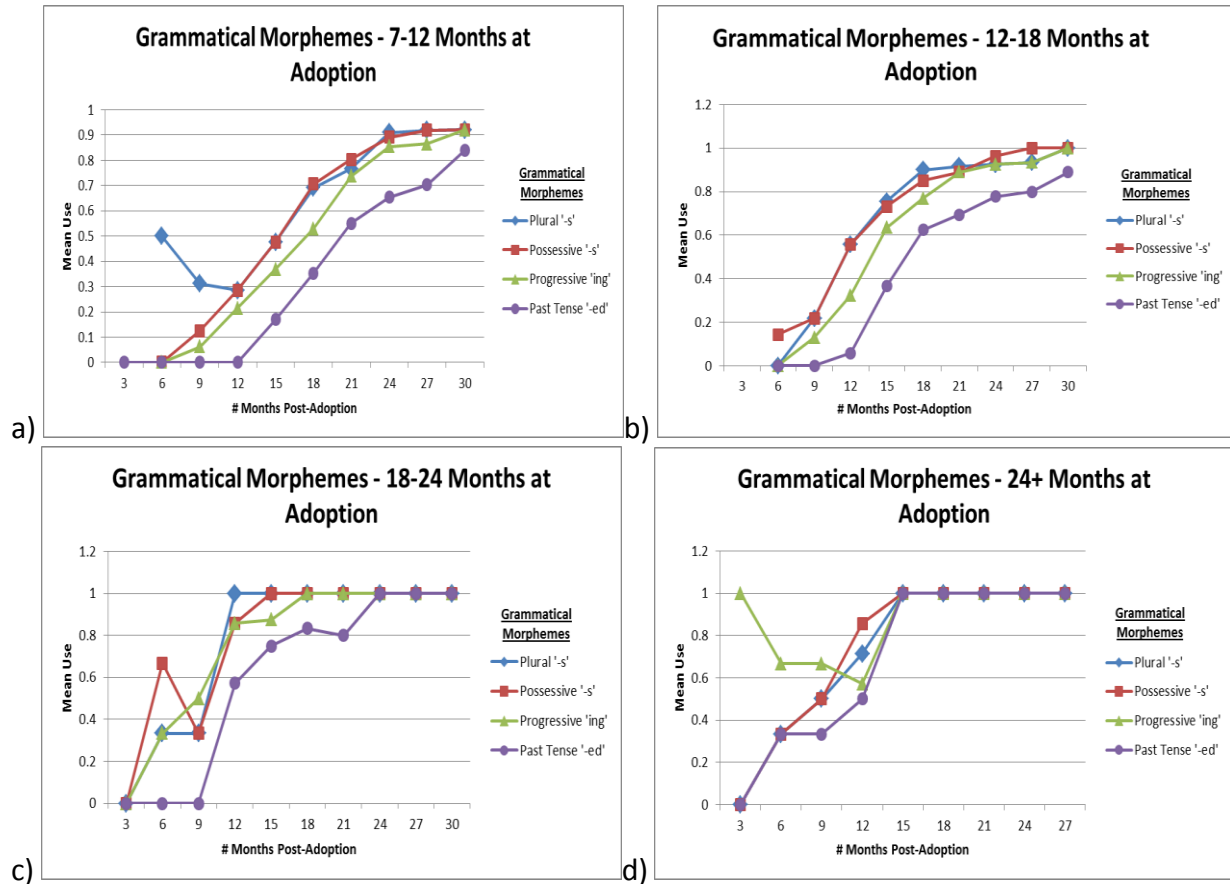 Grammatical Morphemes - 7-12 Months at
Adoption
1
0.9
0.8
0.7
0.6
0.5
0.4
0.3
0.2
0.1
0
Mean Use
3 6 9 12 15 18 21 24 27 30
# Months Post-Adoption
Grammatical
Morphemes
Plural '-s'
Possessive '-s'
Progressive 'ing'
Past Tense '-ed'
a)
Grammatical Morphemes - 12-18 Months at
Adoption
1.2
1
0.8
0.6
0.4
0.2
0
Mean Use
3 6 9 12 15 18 21 24 27 30
# Months Post-Adoption
Grammatical
Morphemes
Plural '-s'
Possessive '-s'
Progressive 'ing'
Past Tense '-ed'
b)
Grammatical Morphemes - 18-24 Months at
Adoption
1.2
1
0.8
0.6
0.4
0.2
0
Mean Use
3 6 9 12 15 18 21 24 27 30
# Months Post-Adoption
Grammatical
Morphemes
Plural '-s'
Possessive '-s'
Progressive 'ing'
Past Tense '-ed'
c)
Grammatical Morphemes - 24+ Months at
Adoption
1.2
1
0.8
0.6
0.4
0.2
0
Mean Use
3 6 9 12 15 18 21 24 27
# Months Post-Adoption
Grammatical
Morphemes
Plural '-s'
Possessive '-s'
Progressive 'ing'
Past Tense '-ed'
d)